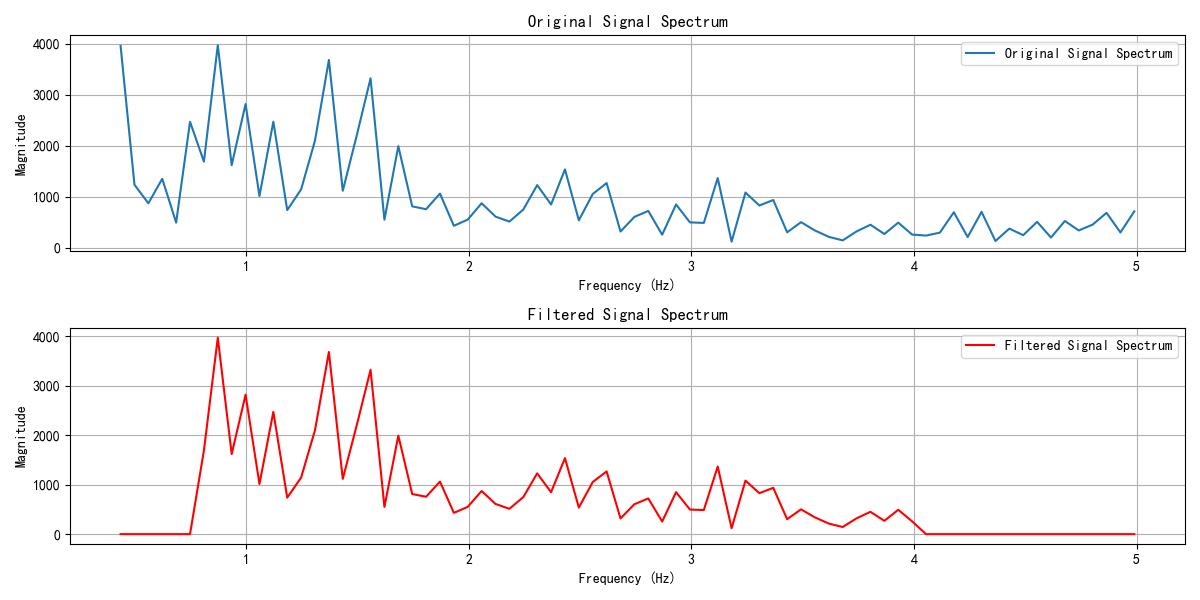 Original Signal Spectrum
4000
3000
2000
1000
0
Magnitude
Original Signal Spectrum
1 2 3 4 5
Frequency (Hz)
Filtered Signal Spectrum
4000
3000
2000
1000
0
Magnitude
Filtered Signal Spectrum
1 2 3 4 5
Frequency (Hz)